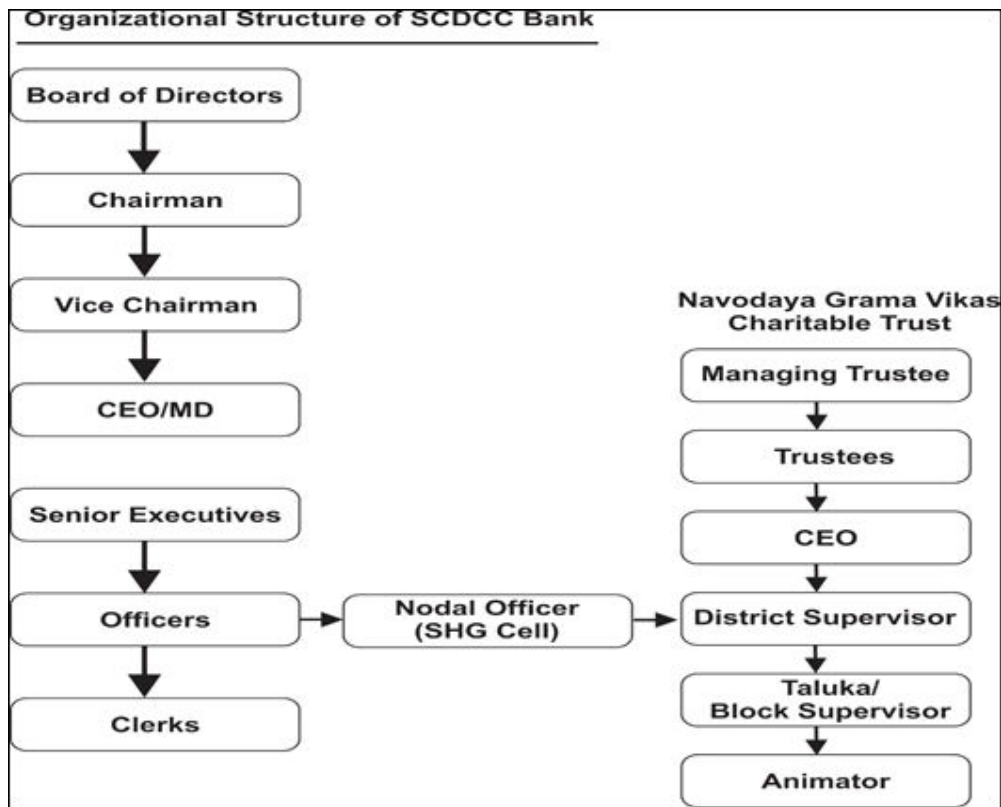 Organizational Structure of SCDCC Bank
Board of Directors
Chairman
Vice Chairman
CEO/MD
Senior Executives
Officers
Clerks
Nodal Officer
(SHG Cell)
Navodaya Grama Vikas
Charitable Trust
Managing Trustee
Trustees
CEO
District Supervisor
Taluka/
Block Supervisor
Animator